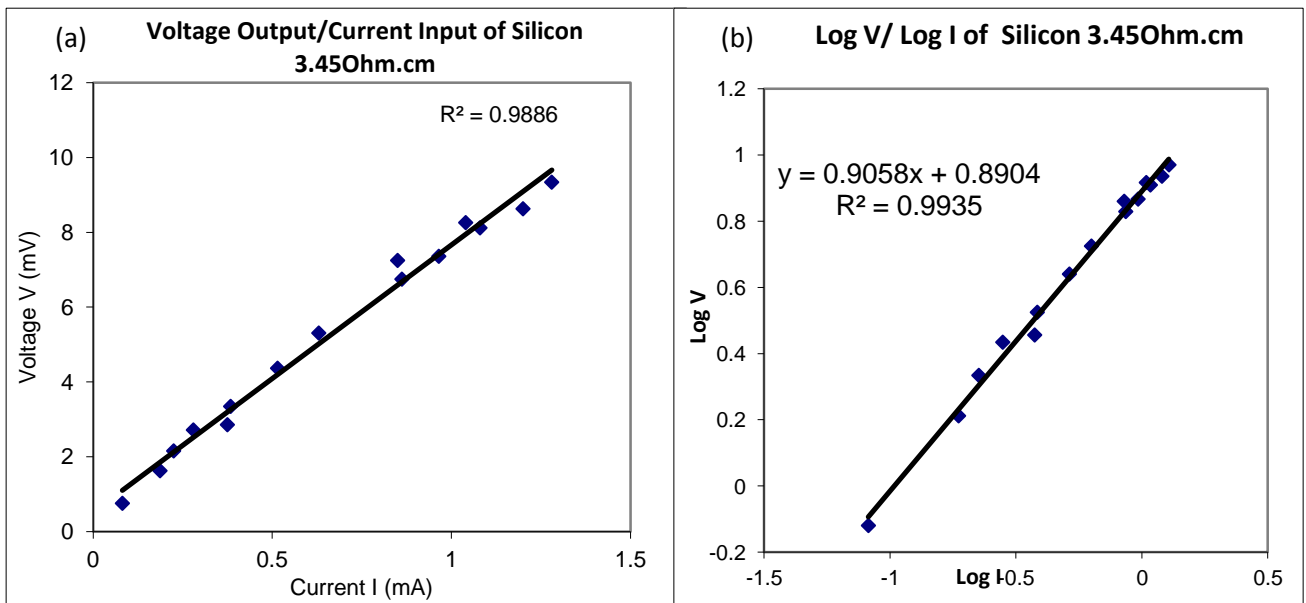 (a)
Voltage Output/Current Input of Silicon
3.45Ohm.cm
R² = 0.9886
12
10
8
6
4
2
0
Voltage V (mV)
0
0.5
1
1.5
Current I (mA)
(b)
Log V/ Log I of Silicon 3.45Ohm.cm
y = 0.9058x + 0.8904
R² = 0.9935
1.2
1
0.8
0.6
0.4
0.2
0
-0.2
Log V
-1.5
-1
-0.5
0
0.5
Log I